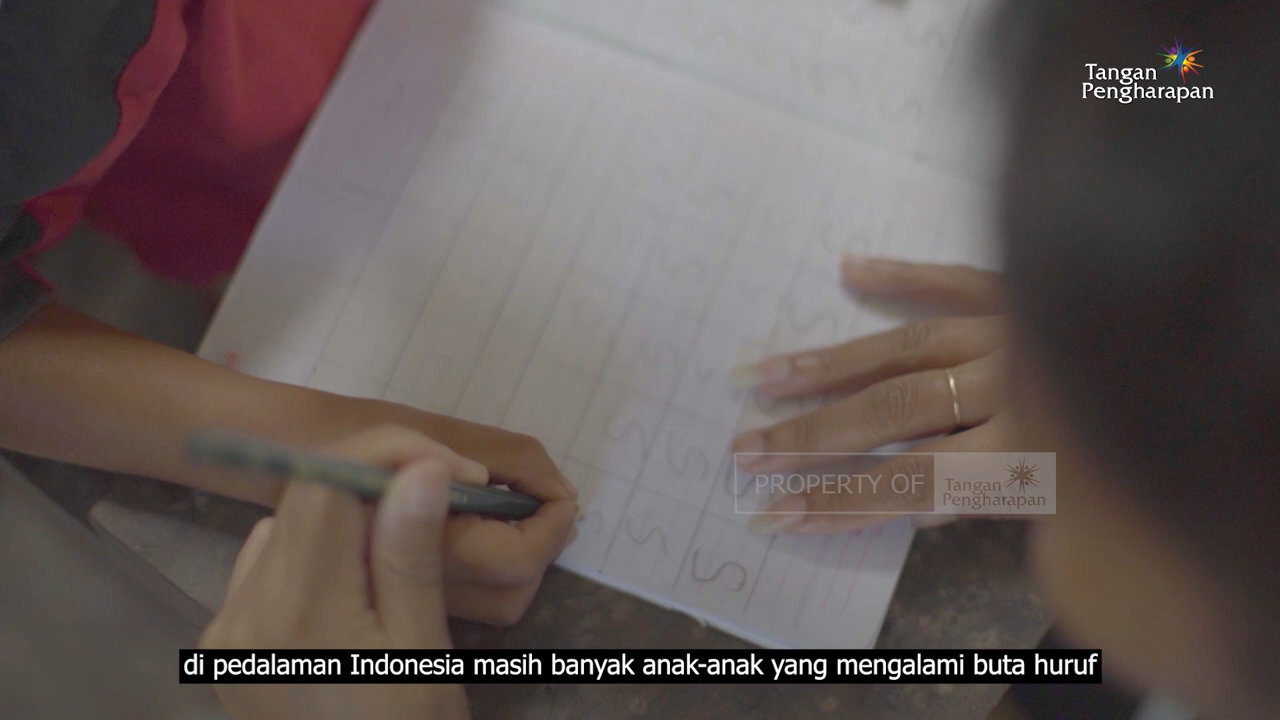 Tangan
Pengharapan
S
S
S
PROPERTY OF
Tangan
Pengharapan
S
S
S
S
S
di pedalaman Indonesia masih banyak anak-anak yang mengalami buta huruf